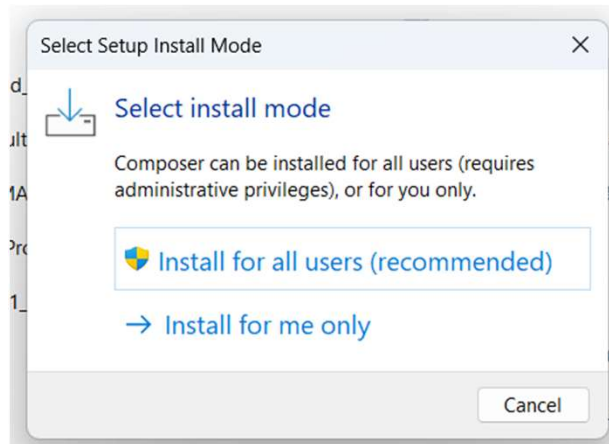 Select Setup Install Mode
Select install mode
Composer can be installed for all users (requires
administrative privileges), or for you only.
Install for all users (recommended)
Install for me only
Cancel